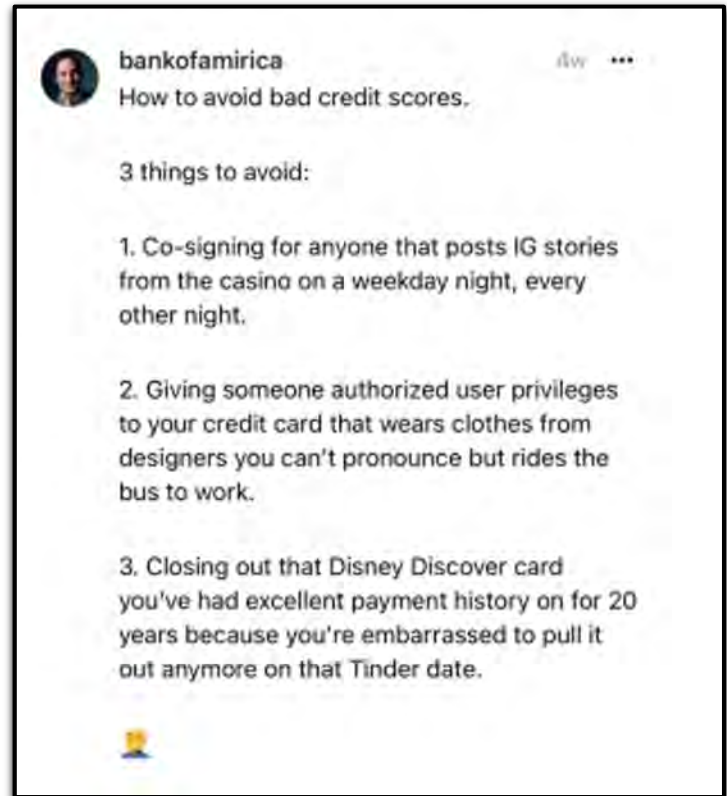 bankofamirica
4w •••
How to avoid bad credit scores.
3 things to avoid:
1. Co-signing for anyone that posts IG stories
from the casino on a weekday night, every
other night.
2. Giving someone authorized user privileges
to your credit card that wears clothes from
designers you can't pronounce but rides the
bus to work.
3. Closing out that Disney Discover card
you've had excellent payment history on for 20
years because you're embarrassed to pull it
out anymore on that Tinder date.